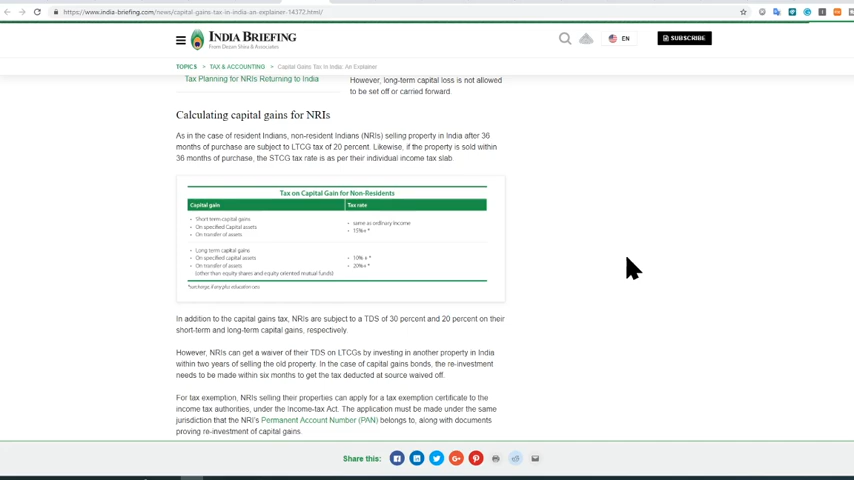 https://www.india-briefing.com/news/capital-gains-tax-in-india-an-explainer-14372.html/
INDIA BRIEFING
From Dezan Shira & Associates
EN
SUBSCRIBE
TOPICS TAX & ACCOUNTING Capital Gains Tax in India: An Explainer
Tax Planning for NRIs Returning to India
However, long-term capital loss is not allowed
to be set off or carried forward.
Calculating capital gains for NRIs
As in the case of resident Indians, non-resident Indians (NRIs) selling property in India after 36
months of purchase are subject to LTCG tax of 20 percent. Likewise, if the property is sold within
36 months of purchase, the STCG tax rate is as per their individual income tax slab.
Tax on Capital Gain for Non-Residents
Capital gain Tax rate
• Short term capital gains
• On specified Capital assets
• On transfer of assets
• same as ordinary income
• 15%+*
• Long term capital gains
• On specified capital assets
• On transfer of assets
(other than equity shares and equity oriented mutual funds)
• 10% +*
• 20%+*
*surcharge if any plus education cess
In addition to the capital gains tax, NRIs are subject to a TDS of 30 percent and 20 percent on their
short-term and long-term capital gains, respectively.
However, NRIs can get a waiver of their TDS on LTCGs by investing in another property in India
within two years of selling the old property. In the case of capital gains bonds, the re-investment
needs to be made within six months to get the tax deducted at source waived off.
For tax exemption, NRIs selling their properties can apply for a tax exemption certificate to the
income tax authorities, under the Income-tax Act. The application must be made under the same
jurisdiction that the NRI's Permanent Account Number (PAN) belongs to, along with documents
proving re-investment of capital gains.
Share this: